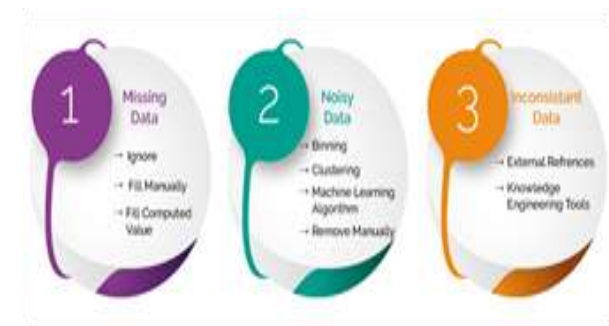 1
Missing
Data
→ Ignore
→ Fill Manually
→ Fill Computed
Value
2
Noisy
Data
→ Binning
→ Clustering
→ Machine Learning
Algorithm
→ Remove Manually
3
Inconsistant
Data
→ External Refrences
→ Knowledge
Engineering Tools